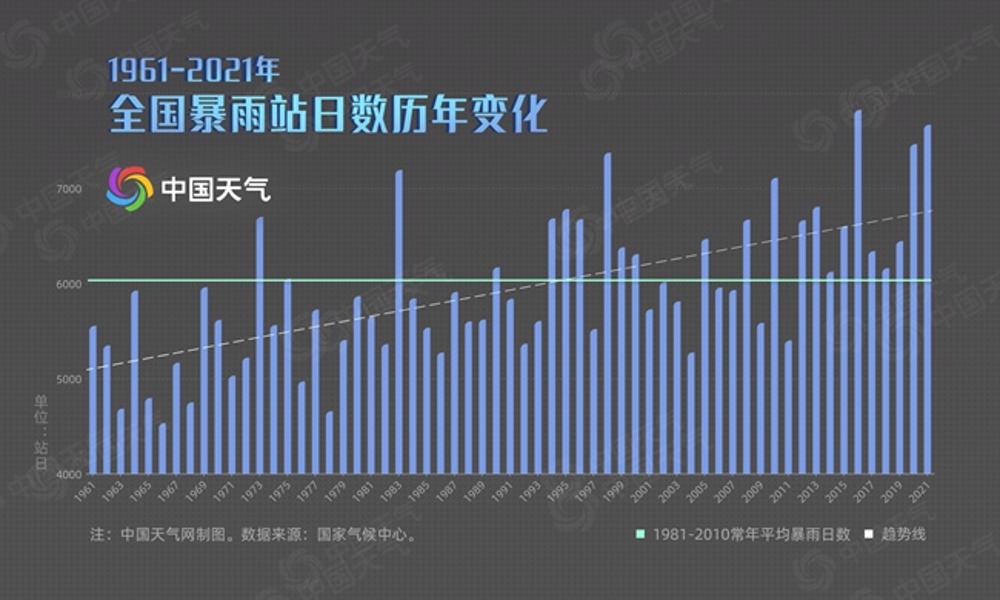 1961-2021年
全国暴雨站日数历年变化
中国天气
7000
6000
5000
4000
单位：站日
1961 1963 1965 1967 1969 1971 1973 1975 1977 1979 1981 1983 1985 1987 1989 1991 1993 1995 1997 1999 2001 2003 2005 2007 2009 2011 2013 2015 2017 2019 2021
注：中国天气网制图。数据来源：国家气候中心。
1981-2010常年平均暴雨日数 趋势线